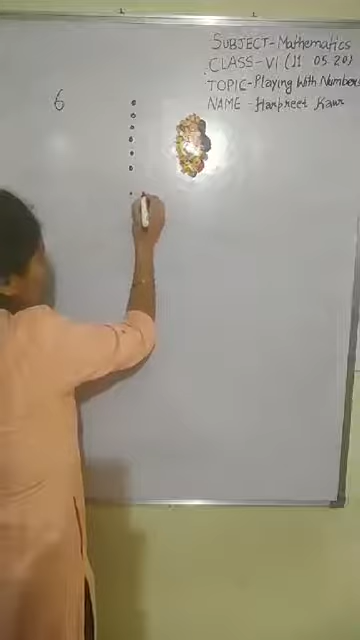 SUBJECT-Mathematics
CLASS-VI (11 05.20)
TOPIC-Playing With Numbers
NAME - Harpreet Kaur
6